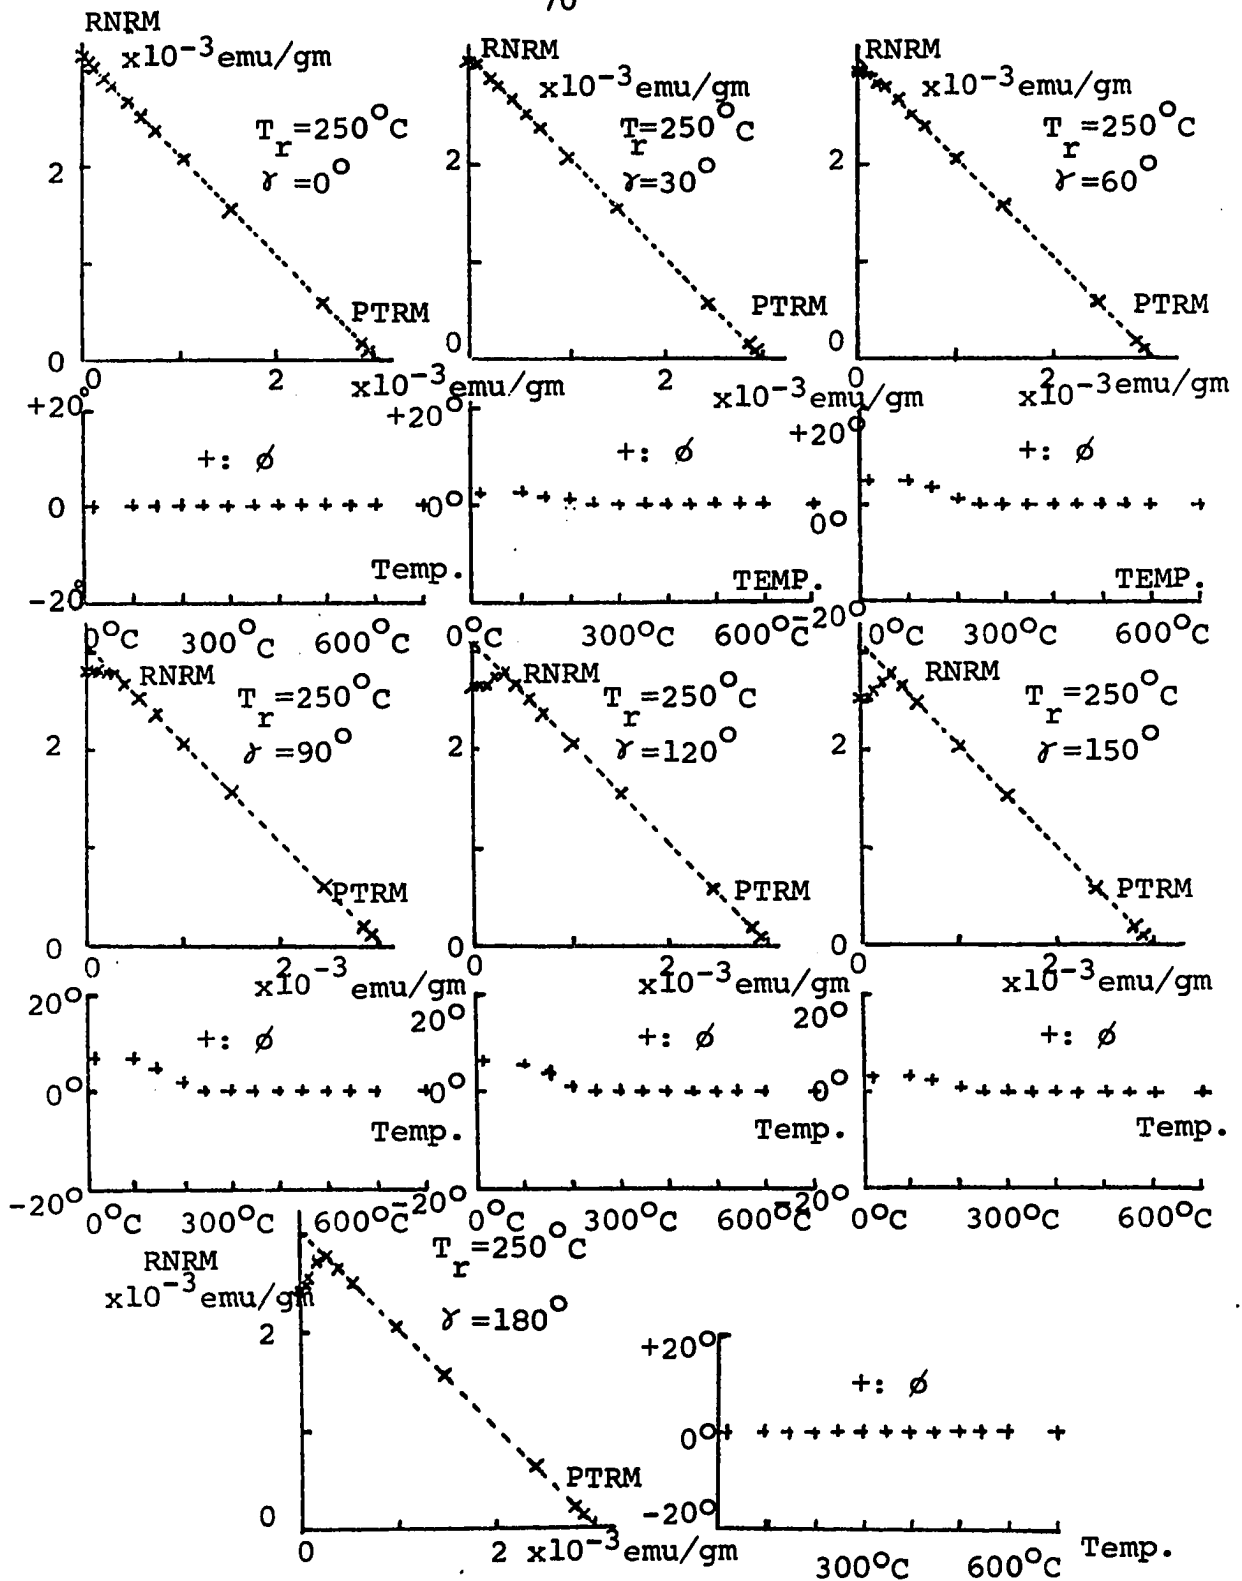 70
RNRM
x10⁻³emu/gm
T_r=250°C
γ=0°
2
0
PTRM
0 2
x10⁻³emu/gm
RNRM
x10⁻³emu/gm
T_r=250°C
γ=30°
2
0
PTRM
2
x10⁻³emu/gm
RNRM
x10⁻³emu/gm
T_r=250°C
γ=60°
2
0
PTRM
0 2
x10⁻³emu/gm
+20°
+: ø
0
Temp.
-20°
0°C 300°C 600°C
+20°
+: ø
0°
TEMP.
0°C 300°C 600°C
+20°
+: ø
0°
TEMP.
-20°
0°C 300°C 600°C
RNRM
T_r=250°C
γ=90°
2
0
PTRM
0 2
x10⁻³emu/gm
RNRM
T_r=250°C
γ=120°
2
0
PTRM
0 2
x10⁻³emu/gm
RNRM
T_r=250°C
γ=150°
2
0
PTRM
0 2
x10⁻³emu/gm
20°
+: ø
0°
Temp.
-20°
0°C 300°C 600°C
20°
+: ø
0°
Temp.
-20°
0°C 300°C 600°C
20°
+: ø
0°
Temp.
-20°
0°C 300°C 600°C
RNRM
x10⁻³emu/gm
T_r=250°C
γ=180°
2
0
PTRM
0 2 x10⁻³emu/gm
+20°
+: ø
0°
-20°
300°C 600°C Temp.